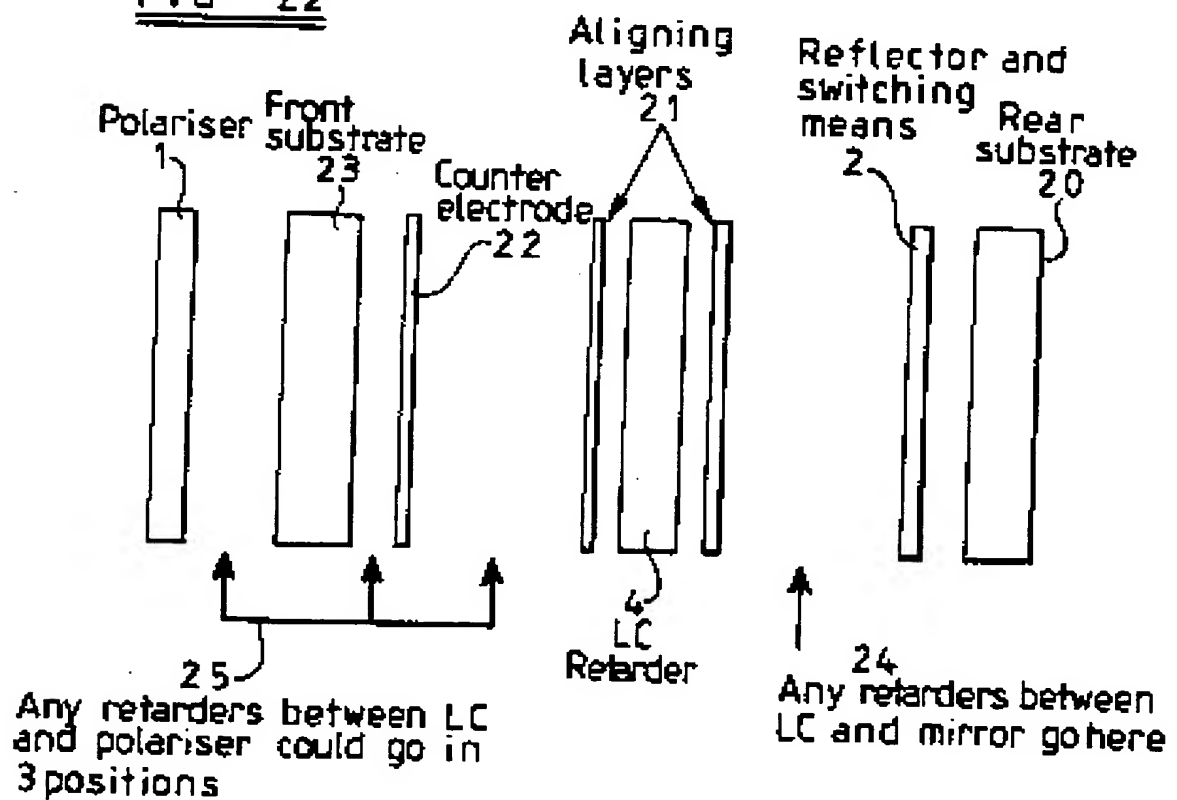 FIG 22
Polariser
1
Front
substrate
23
Counter
electrode
22
Aligning
layers
21
Reflector and
switching
means
2
Rear
substrate
20
25
Any retarders between LC
and polariser could go in
3 positions
4
LC
Retarder
24
Any retarders between
LC and mirror go here